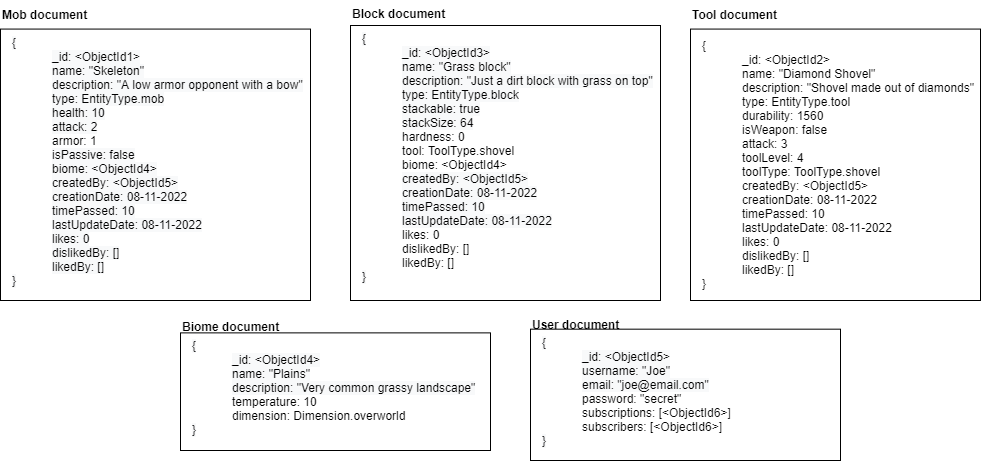 Mob document
{
_id: <ObjectId1>
name: "Skeleton"
description: "A low armor opponent with a bow"
type: EntityType.mob
health: 10
attack: 2
armor: 1
isPassive: false
biome: <ObjectId4>
createdBy: <ObjectId5>
creationDate: 08-11-2022
timePassed: 10
lastUpdateDate: 08-11-2022
likes: 0
dislikedBy: []
likedBy: []
}
Block document
{
_id: <ObjectId3>
name: "Grass block"
description: "Just a dirt block with grass on top"
type: EntityType.block
stackable: true
stackSize: 64
hardness: 0
tool: ToolType.shovel
biome: <ObjectId4>
createdBy: <ObjectId5>
creationDate: 08-11-2022
timePassed: 10
lastUpdateDate: 08-11-2022
likes: 0
dislikedBy: []
likedBy: []
}
Tool document
{
_id: <ObjectId2>
name: "Diamond Shovel"
description: "Shovel made out of diamonds"
type: EntityType.tool
durability: 1560
isWeapon: false
attack: 3
toolLevel: 4
toolType: ToolType.shovel
createdBy: <ObjectId5>
creationDate: 08-11-2022
timePassed: 10
lastUpdateDate: 08-11-2022
likes: 0
dislikedBy: []
likedBy: []
}
Biome document
{
_id: <ObjectId4>
name: "Plains"
description: "Very common grassy landscape"
temperature: 10
dimension: Dimension.overworld
}
User document
{
_id: <ObjectId5>
username: "Joe"
email: "joe@email.com"
password: "secret"
subscriptions: [<ObjectId6>]
subscribers: [<ObjectId6>]
}